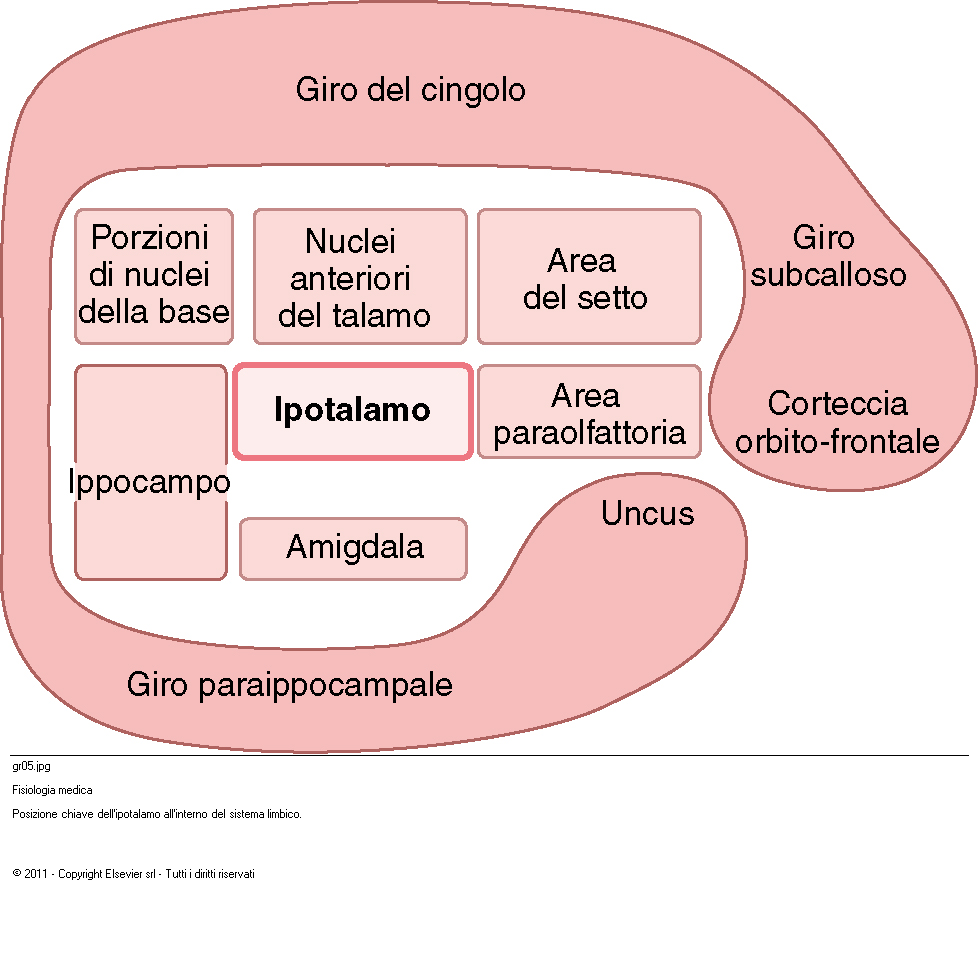 Giro del cingolo
Porzioni
di nuclei
della base
Nuclei
anteriori
del talamo
Area
del setto
Giro
subcalloso
Ipotalamo
Area
paraolfattoria
Corteccia
orbito-frontale
Ippocampo
Uncus
Amigdala
Giro paraippocampale
gr05.jpg
Fisiologia medica
Posizione chiave dell'ipotalamo all'interno del sistema limbico.
© 2011 - Copyright Elsevier srl - Tutti i diritti riservati